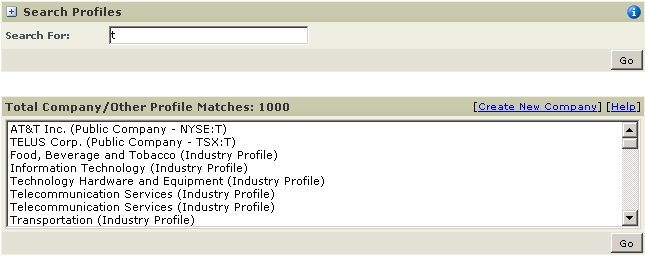 Search Profiles
Search For: t
Go
Total Company/Other Profile Matches: 1000 [Create New Company] [Help]
AT&T Inc. (Public Company - NYSE:T)
TELUS Corp. (Public Company - TSX:T)
Food, Beverage and Tobacco (Industry Profile)
Information Technology (Industry Profile)
Technology Hardware and Equipment (Industry Profile)
Telecommunication Services (Industry Profile)
Telecommunication Services (Industry Profile)
Transportation (Industry Profile)
Go